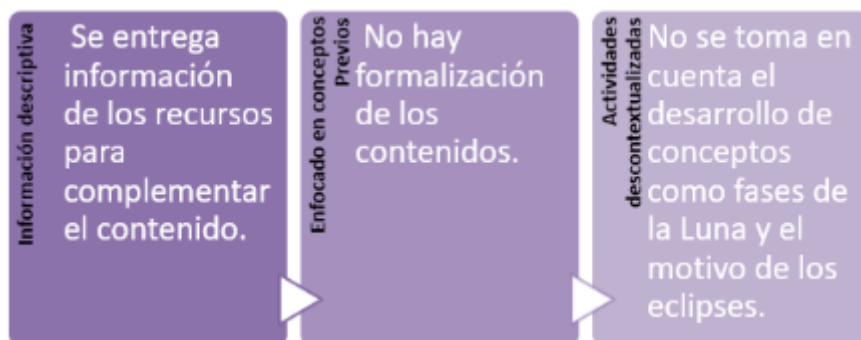 Información descriptiva
Se entrega
información
de los recursos
para
complementar
el contenido.
Enfocado en conceptos
Previos
No hay
formalización
de los
contenidos.
Actividades
descontextualizadas
No se toma en
cuenta el
desarrollo de
conceptos
como fases de
la Luna y el
motivo de los
eclipses.